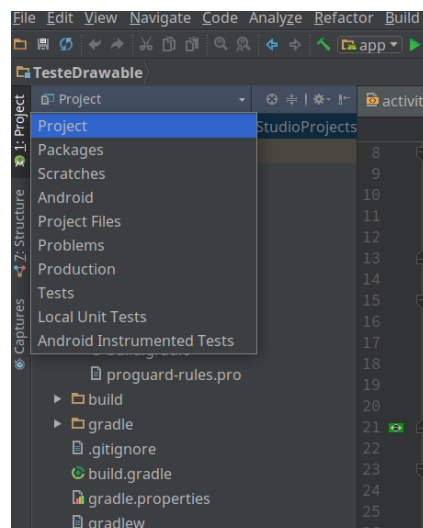 File Edit View Navigate Code Analyze Refactor Build
app
TesteDrawable
1: Project
Project
activit
Project
StudioProjects
Packages
Scratches
Android
Project Files
Problems
Production
Tests
Local Unit Tests
Android Instrumented Tests
build.gradle
proguard-rules.pro
build
gradle
.gitignore
build.gradle
gradle.properties
gradlew
Z: Structure
Captures
8
9
10
11
12
13
14
15
16
17
18
19
20
21
22
23
24
25